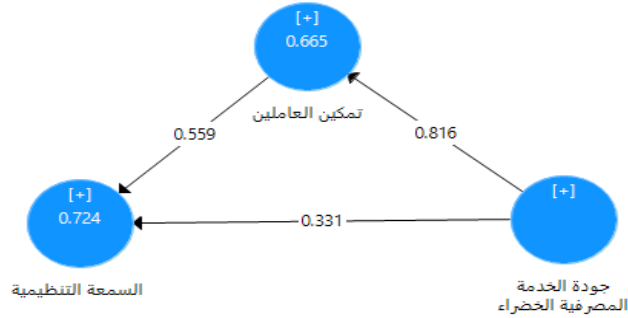 [+]
0.665
تمكين العاملين
0.559
0.816
[+]
0.724
0.331
[+]
السمعة التنظيمية
جودة الخدمة
المصرفية الخضراء